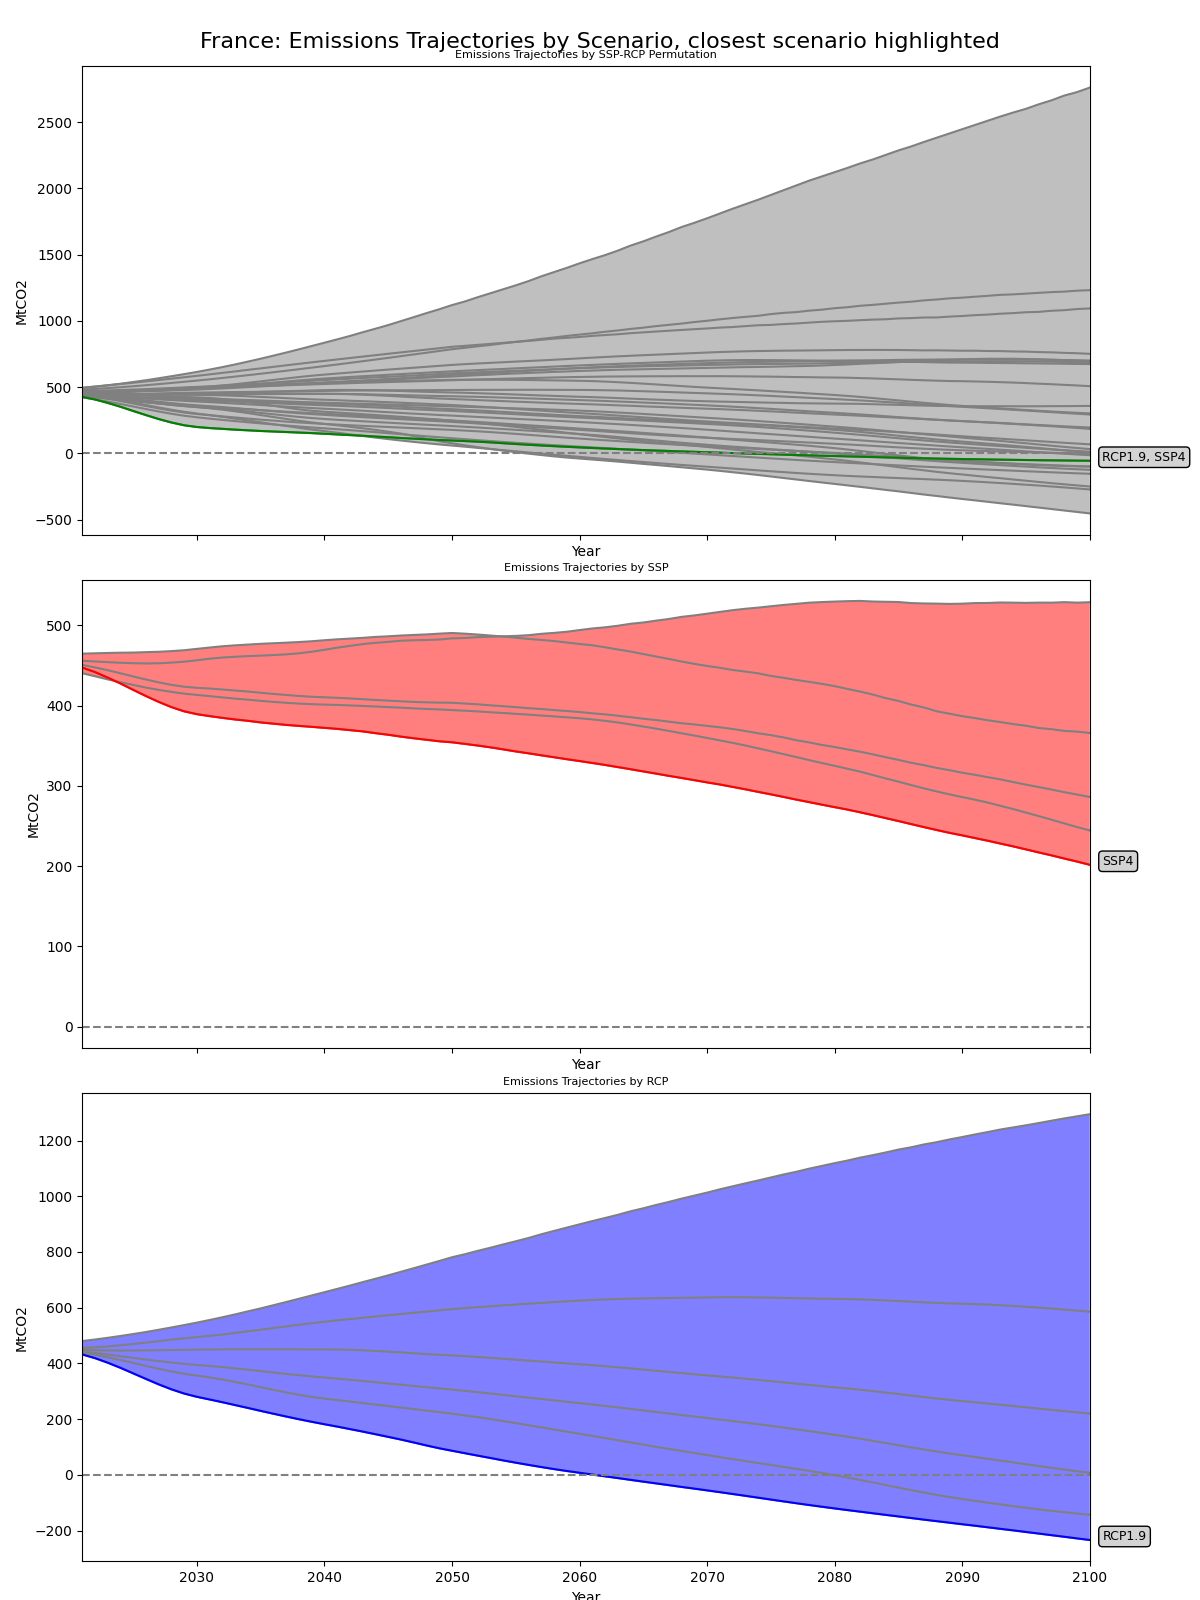 France: Emissions Trajectories by Scenario, closest scenario highlighted
Emissions Trajectories by SSP-RCP Permutation
2500
2000
1500
1000
500
0
−500
MtCO2
RCP1.9, SSP4
Year
Emissions Trajectories by SSP
500
400
300
200
100
0
MtCO2
SSP4
Year
Emissions Trajectories by RCP
1200
1000
800
600
400
200
0
−200
MtCO2
RCP1.9
2030 2040 2050 2060 2070 2080 2090 2100
Year